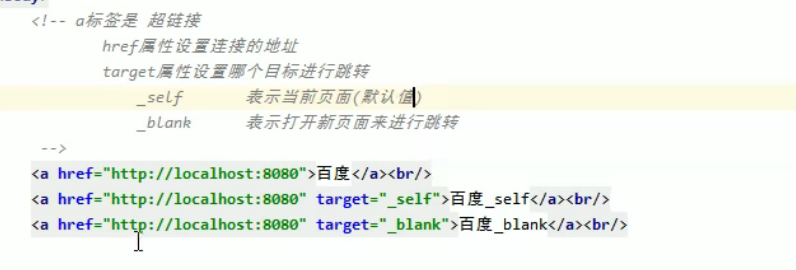 <!-- a标签是 超链接
href属性设置连接的地址
target属性设置哪个目标进行跳转
_self 表示当前页面(默认值)
_blank 表示打开新页面来进行跳转
-->
<a href="http://localhost:8080">百度</a><br/>
<a href="http://localhost:8080" target="_self">百度_self</a><br/>
<a href="http://localhost:8080" target="_blank">百度_blank</a><br/>